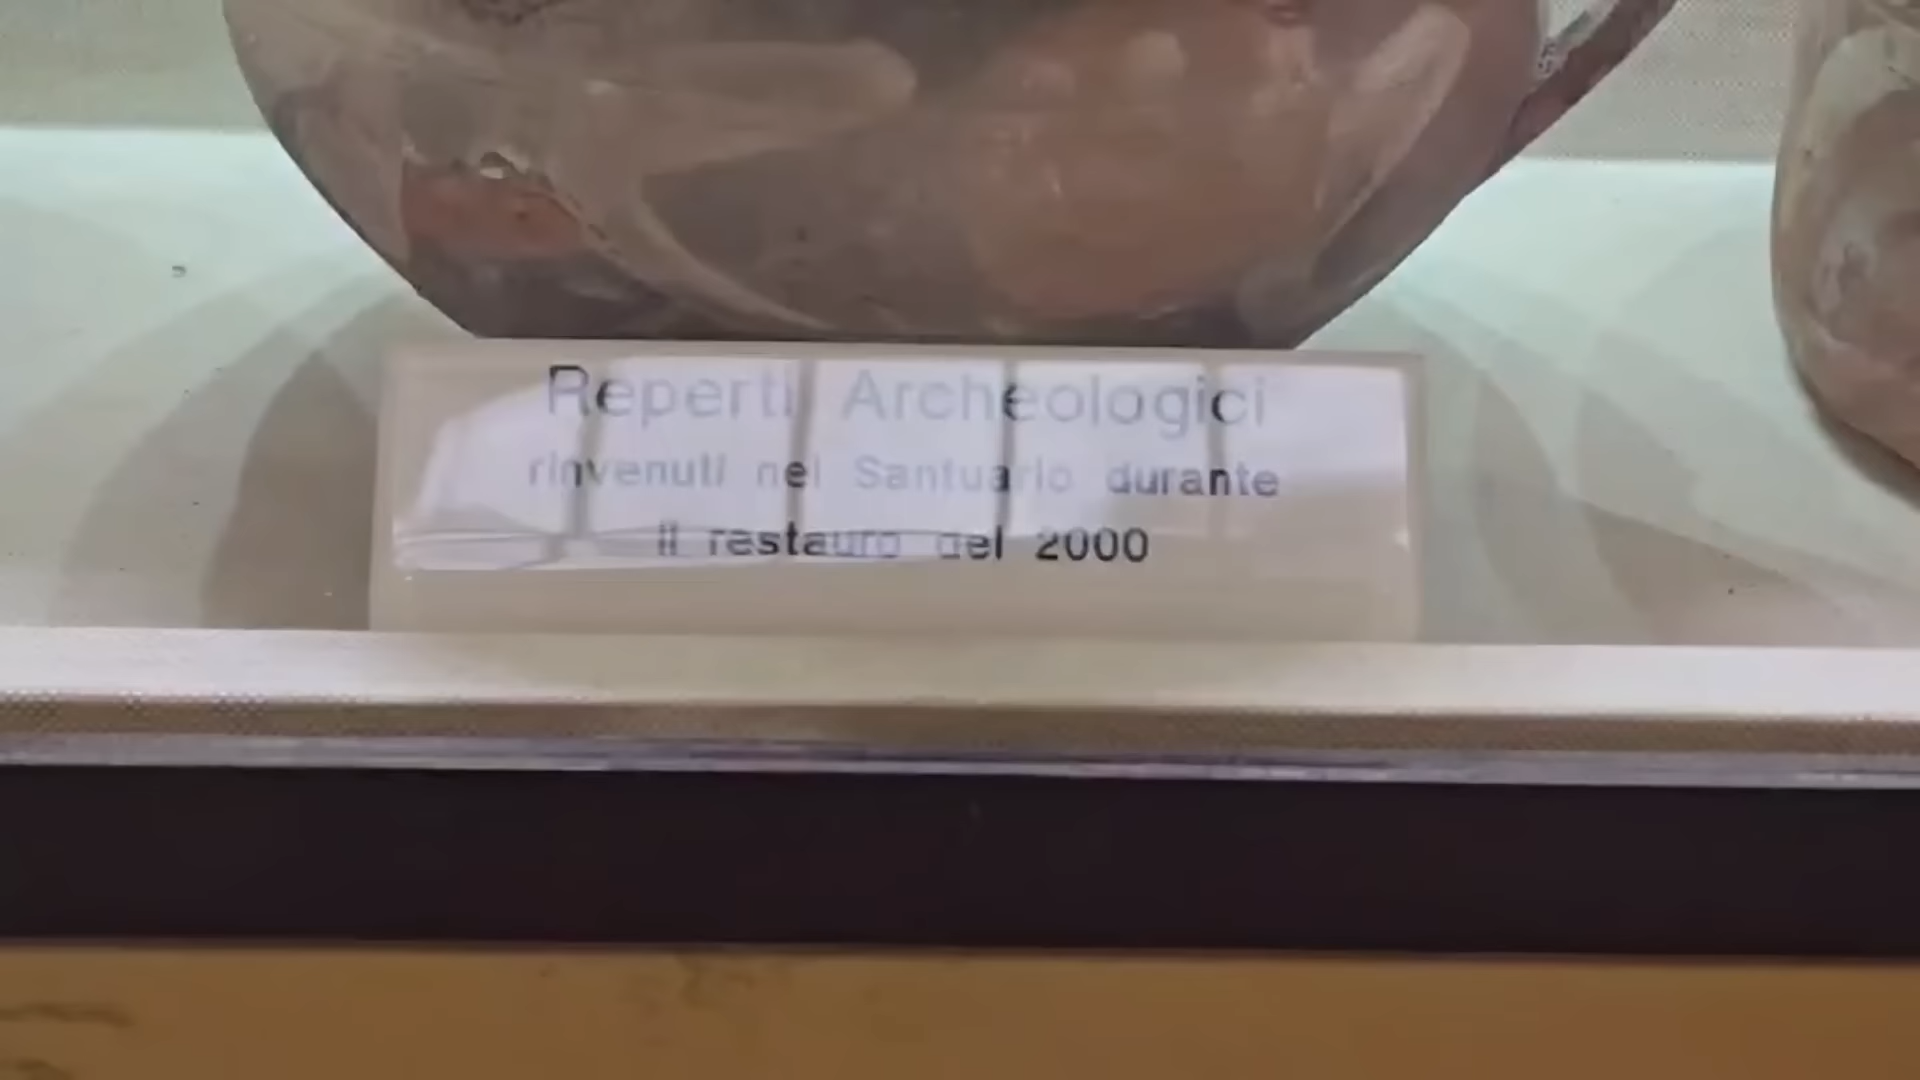 Reperti Archeologici
rinvenuti nel Santuario durante
il restauro del 2000